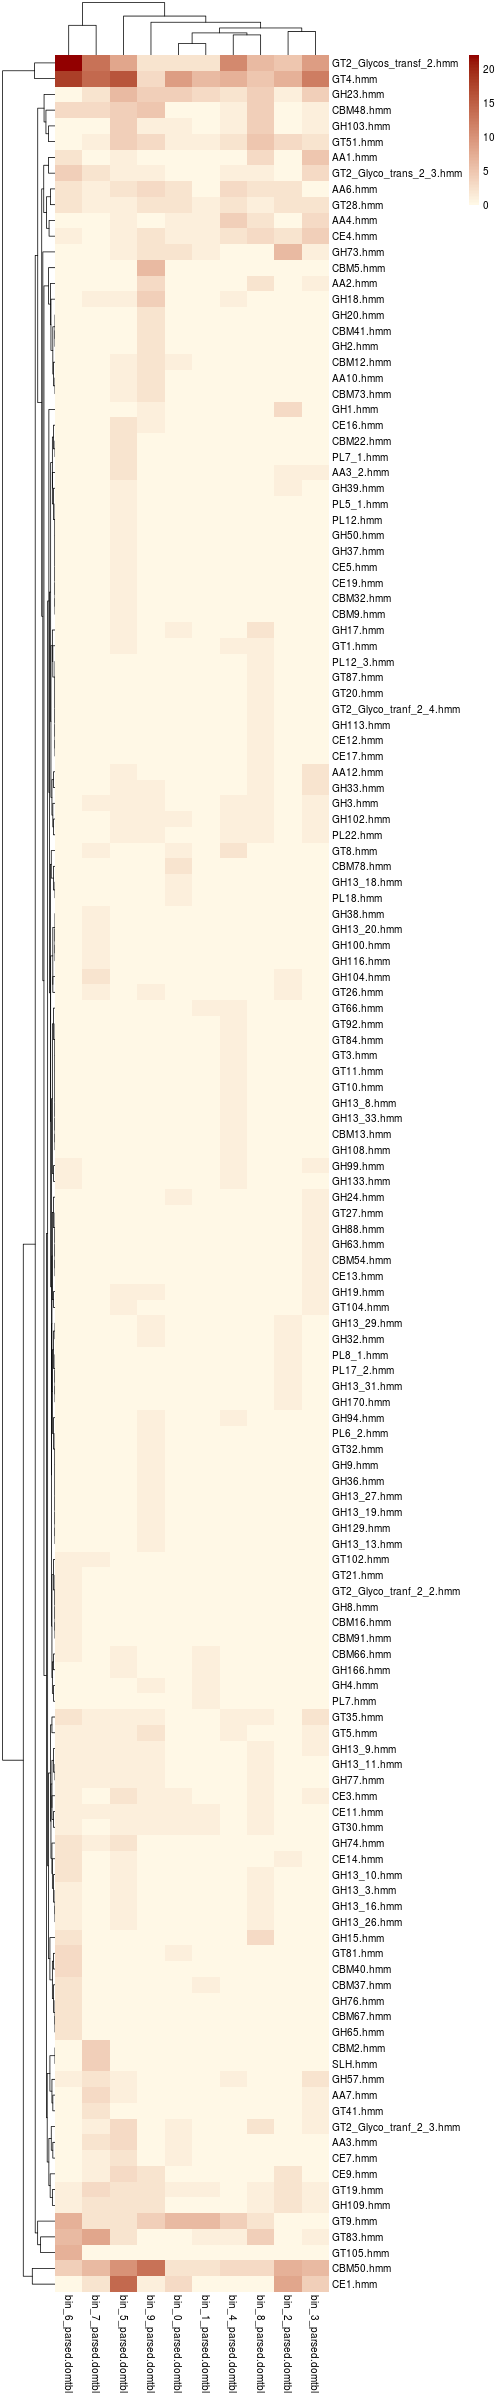 GT2_Glycos_transf_2.hmm
GT4.hmm
GH23.hmm
CBM48.hmm
GH103.hmm
GT51.hmm
AA1.hmm
GT2_Glyco_trans_2_3.hmm
AA6.hmm
GT28.hmm
AA4.hmm
CE4.hmm
GH73.hmm
CBM5.hmm
AA2.hmm
GH18.hmm
GH20.hmm
CBM41.hmm
GH2.hmm
CBM12.hmm
AA10.hmm
CBM73.hmm
GH1.hmm
CE16.hmm
CBM22.hmm
PL7_1.hmm
AA3_2.hmm
GH39.hmm
PL5_1.hmm
PL12.hmm
GH50.hmm
GH37.hmm
CE5.hmm
CE19.hmm
CBM32.hmm
CBM9.hmm
GH17.hmm
GT1.hmm
PL12_3.hmm
GT87.hmm
GT20.hmm
GT2_Glyco_tranf_2_4.hmm
GH113.hmm
CE12.hmm
CE17.hmm
AA12.hmm
GH33.hmm
GH3.hmm
GH102.hmm
PL22.hmm
GT8.hmm
CBM78.hmm
GH13_18.hmm
PL18.hmm
GH38.hmm
GH13_20.hmm
GH100.hmm
GH116.hmm
GH104.hmm
GT26.hmm
GT66.hmm
GT92.hmm
GT84.hmm
GT3.hmm
GT11.hmm
GT10.hmm
GH13_8.hmm
GH13_33.hmm
CBM13.hmm
GH108.hmm
GH99.hmm
GH133.hmm
GH24.hmm
GT27.hmm
GH88.hmm
GH63.hmm
CBM54.hmm
CE13.hmm
GH19.hmm
GT104.hmm
GH13_29.hmm
GH32.hmm
PL8_1.hmm
PL17_2.hmm
GH13_31.hmm
GH170.hmm
GH94.hmm
PL6_2.hmm
GT32.hmm
GH9.hmm
GH36.hmm
GH13_27.hmm
GH13_19.hmm
GH129.hmm
GH13_13.hmm
GT102.hmm
GT21.hmm
GT2_Glyco_tranf_2_2.hmm
GH8.hmm
CBM16.hmm
CBM91.hmm
CBM66.hmm
GH166.hmm
GH4.hmm
PL7.hmm
GT35.hmm
GT5.hmm
GH13_9.hmm
GH13_11.hmm
GH77.hmm
CE3.hmm
CE11.hmm
GT30.hmm
GH74.hmm
CE14.hmm
GH13_10.hmm
GH13_3.hmm
GH13_16.hmm
GH13_26.hmm
GH15.hmm
GT81.hmm
CBM40.hmm
CBM37.hmm
GH76.hmm
CBM67.hmm
GH65.hmm
CBM2.hmm
SLH.hmm
GH57.hmm
AA7.hmm
GT41.hmm
GT2_Glyco_tranf_2_3.hmm
AA3.hmm
CE7.hmm
CE9.hmm
GT19.hmm
GH109.hmm
GT9.hmm
GT83.hmm
GT105.hmm
CBM50.hmm
CE1.hmm
20
15
10
5
0
bin_6_parsed.domtbl
bin_7_parsed.domtbl
bin_5_parsed.domtbl
bin_9_parsed.domtbl
bin_0_parsed.domtbl
bin_1_parsed.domtbl
bin_4_parsed.domtbl
bin_8_parsed.domtbl
bin_2_parsed.domtbl
bin_3_parsed.domtbl